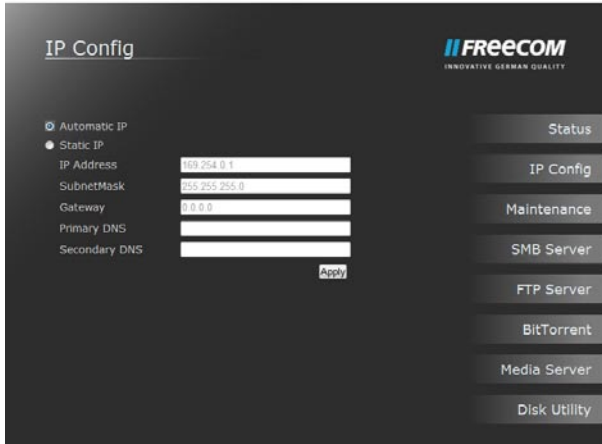 IP Config
FREECOM
INNOVATIVE GERMAN QUALITY
Automatic IP
Static IP
IP Address 169.254.0.1
SubnetMask 255.255.255.0
Gateway 0.0.0.0
Primary DNS
Secondary DNS
Apply
Status
IP Config
Maintenance
SMB Server
FTP Server
BitTorrent
Media Server
Disk Utility